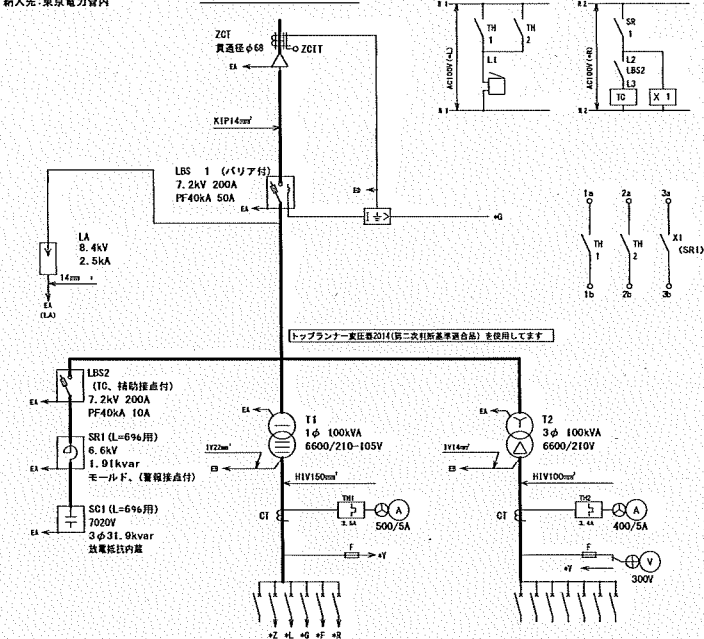 納入先:東京電力管内
ZCT
貫通径φ68
ZCIT
EA
KIP14mm²
LBS 1 (バリア付)
7.2kV 200A
PF40kA 50A
EA
ED
I ⏚ >
*G
LA
8.4kV
2.5kA
14mm²
EA
(LA)
AC100V(*L)
TH
1
TH
2
L1
AC100V(*R)
R2
SR
1
L2
LBS2
L3
TC
X 1
R2
1a 2a 3a
TH
1
TH
2
X1
(SR1)
1b 2b 3b
トップランナー変圧器2014(第二次判断基準適合品) を使用してます
LBS2
(TC、補助接点付)
7.2kV 200A
PF40kA 10A
EA
SR1(L=6%用)
6.6kV
1.91kvar
モールド、(警報接点付)
EA
SC1(L=6%用)
7020V
3φ31.9kvar
放電抵抗内蔵
EA
EA
T1
1φ 100kVA
6600/210-105V
IV22mm²
EB
HIV150mm²
CT
TH1
3.5A
A
500/5A
F
*V
*Z *L *G *F *R
EA
T2
3φ 100kVA
6600/210V
IV14mm²
EB
HIV100mm²
CT
TH2
3.4A
A
400/5A
F
*V
V
300V